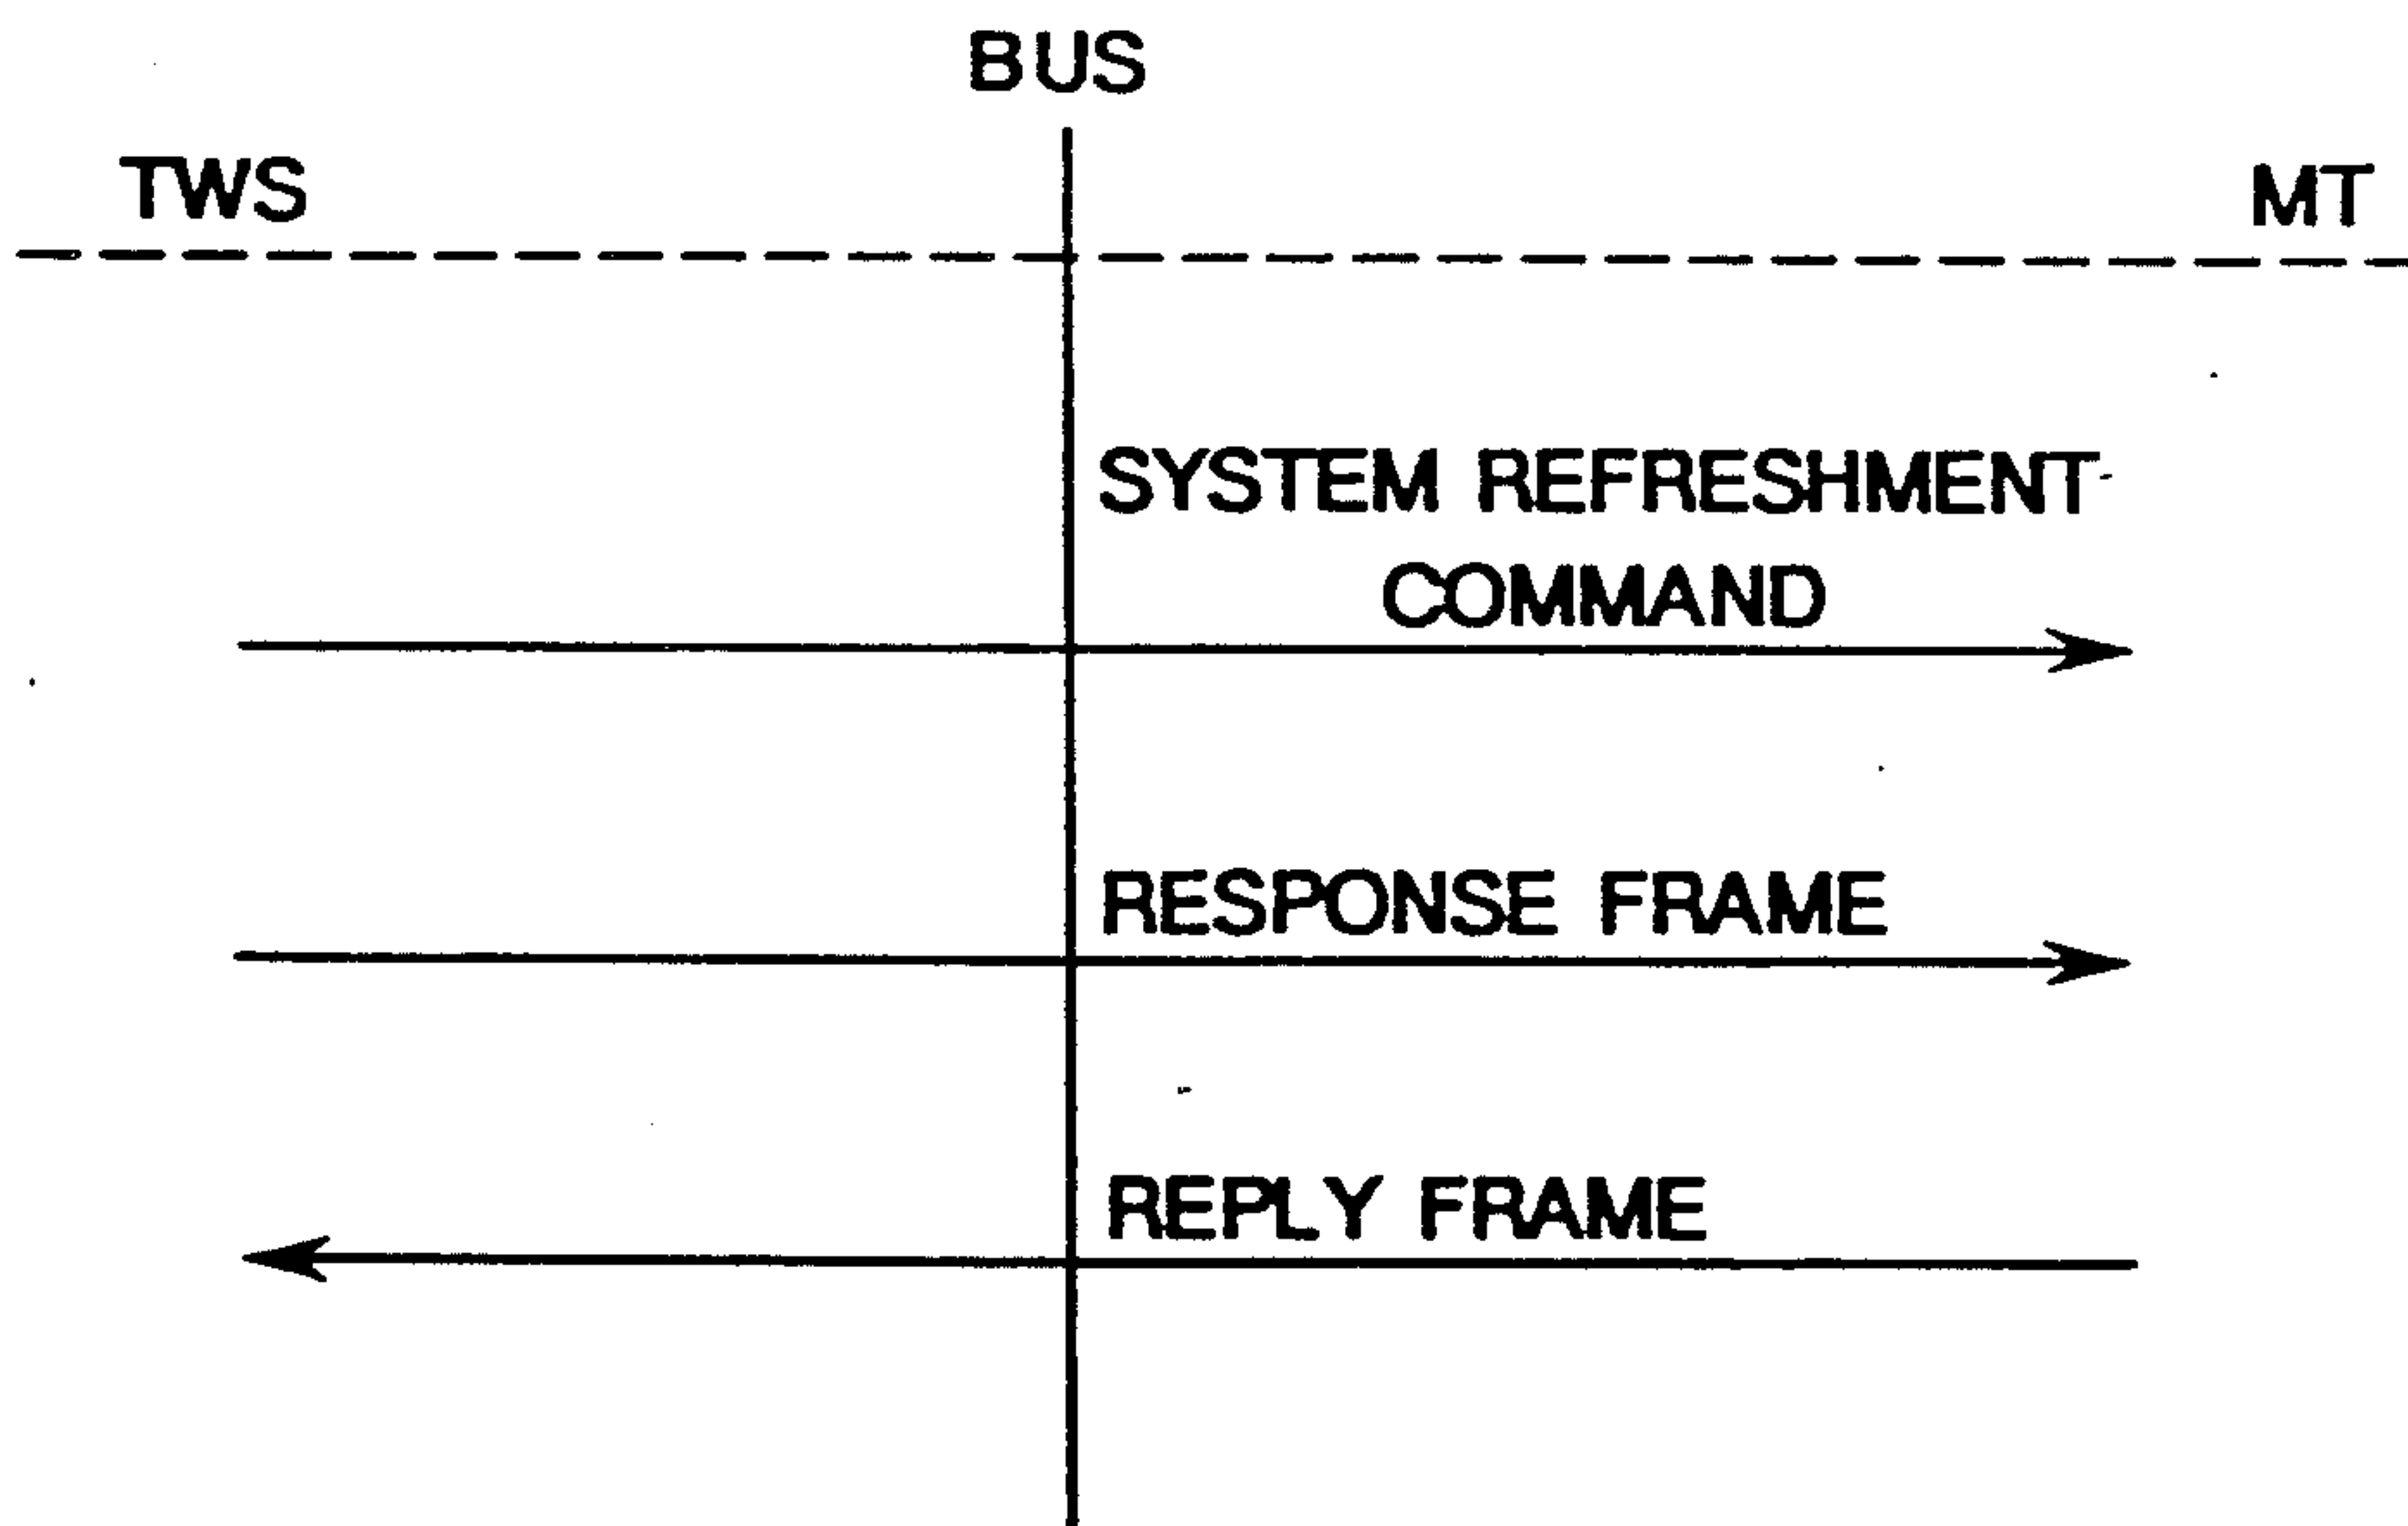 BUS
TWS
MT
SYSTEM REFRESHMENT
COMMAND
RESPONSE FRAME
REPLY FRAME